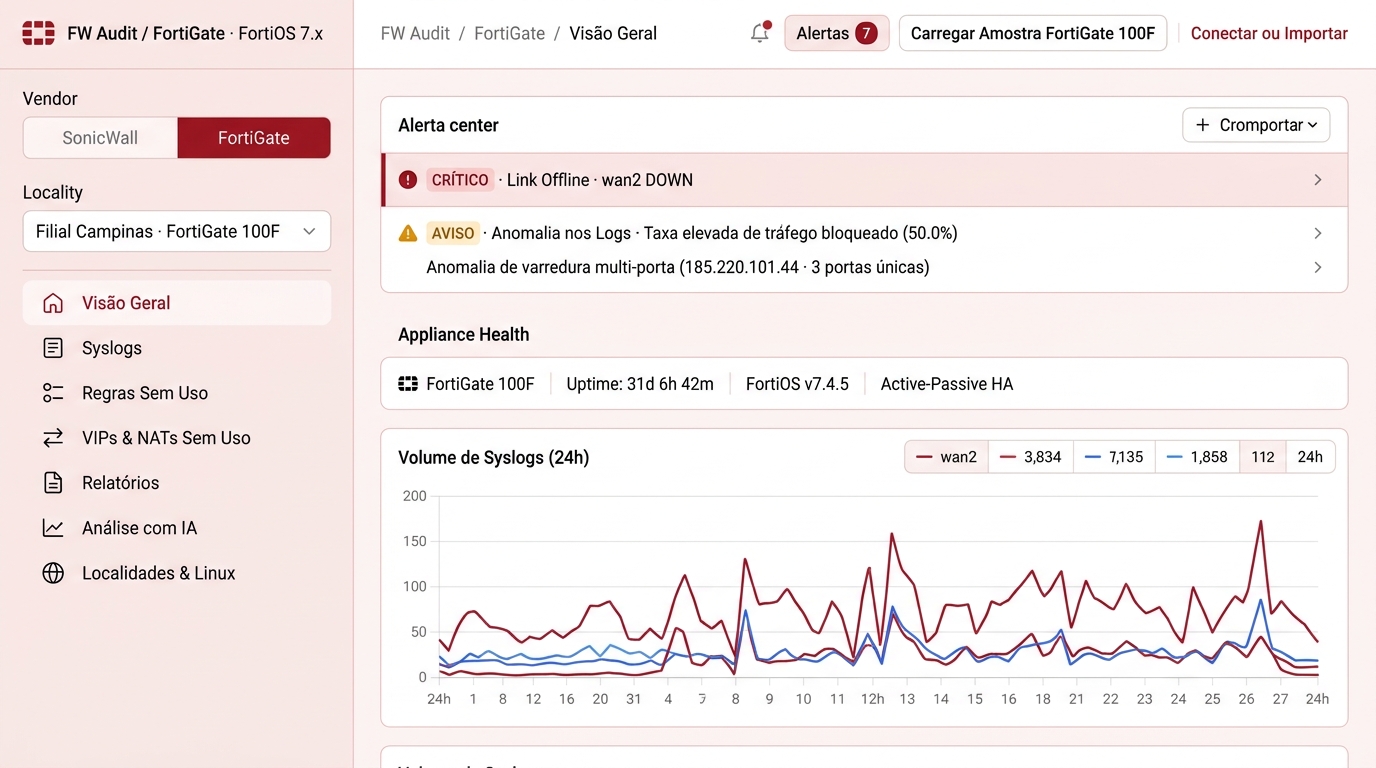 FW Audit / FortiGate · FortiOS 7.x
FW Audit / FortiGate / Visão Geral
Alertas 7
Carregar Amostra FortiGate 100F
Conectar ou Importar
Vendor
SonicWall
FortiGate
Locality
Filial Campinas · FortiGate 100F
Visão Geral
Syslogs
Regras Sem Uso
VIPs & NATs Sem Uso
Relatórios
Análise com IA
Localidades & Linux
Alerta center
+ Cromportar
CRÍTICO · Link Offline · wan2 DOWN
AVISO · Anomalia nos Logs · Taxa elevada de tráfego bloqueado (50.0%)
Anomalia de varredura multi-porta (185.220.101.44 · 3 portas únicas)
Appliance Health
FortiGate 100F
Uptime: 31d 6h 42m
FortiOS v7.4.5
Active-Passive HA
Volume de Syslogs (24h)
wan2 3,834 7,135 1,858 112 24h
200
150
100
50
0
24h 1 8 12 16 20 31 4 7 8 9 10 11 12h 13 14 15 16 18 21 22 23 24 25 26 27 24h